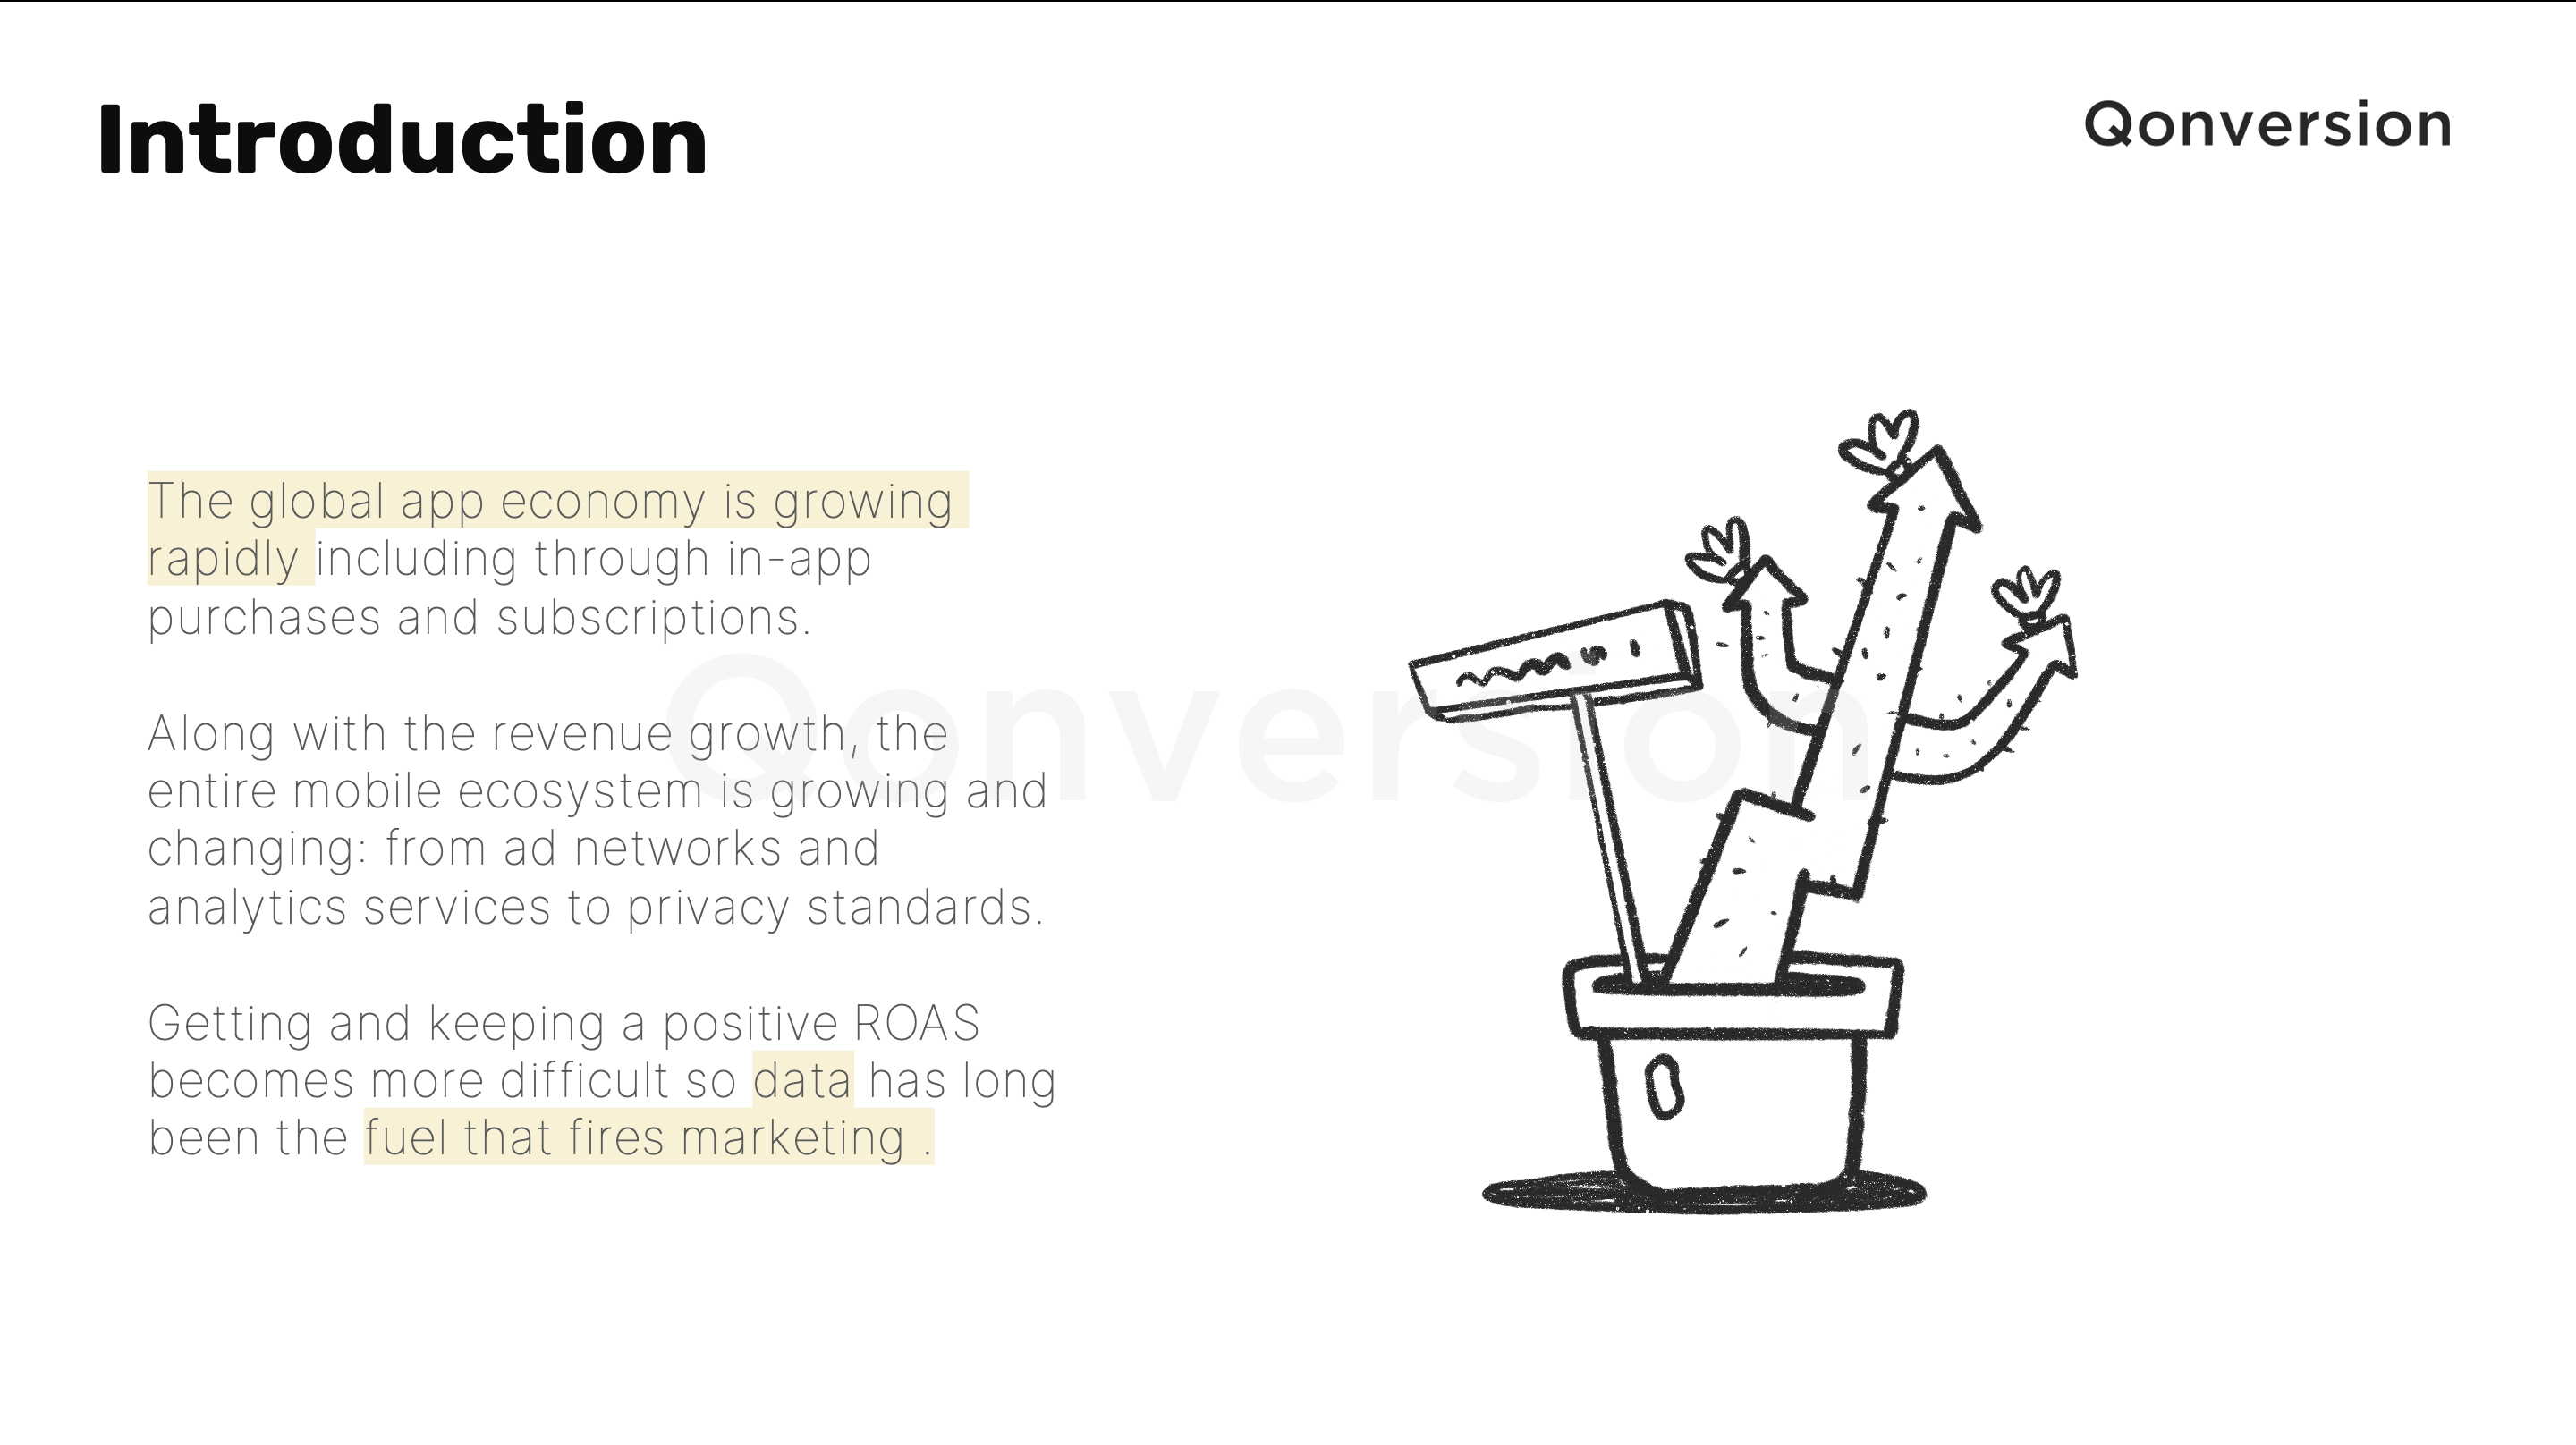 Introduction
Qonversion
The global app economy is growing
rapidly including through in-app
purchases and subscriptions.
Along with the revenue growth, the
entire mobile ecosystem is growing and
changing: from ad networks and
analytics services to privacy standards.
Getting and keeping a positive ROAS
becomes more difficult so data has long
been the fuel that fires marketing .
Qonversion